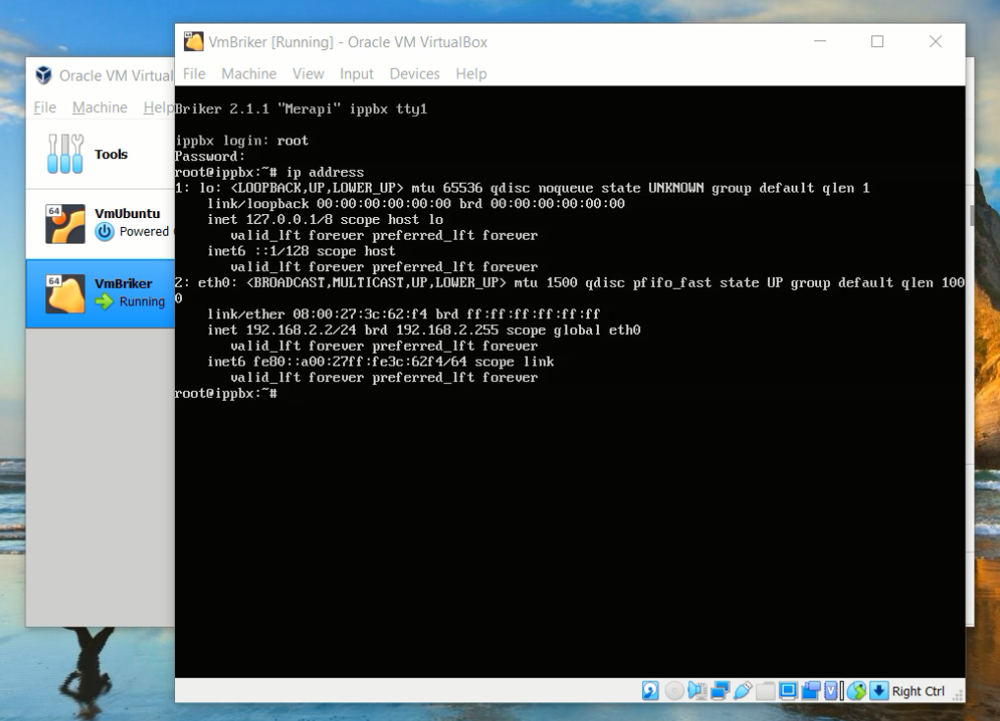 VmBriker [Running] - Oracle VM VirtualBox
File Machine View Input Devices Help
Oracle VM Virtual
File Machine Help
Tools
64
VmUbuntu
Powered
64
VmBriker
Running
Briker 2.1.1 "Merapi" ippbx tty1
ippbx login: root
Password:
root@ippbx:~# ip address
1: lo: <LOOPBACK,UP,LOWER_UP> mtu 65536 qdisc noqueue state UNKNOWN group default qlen 1
link/loopback 00:00:00:00:00:00 brd 00:00:00:00:00:00
inet 127.0.0.1/8 scope host lo
valid_lft forever preferred_lft forever
inet6 ::1/128 scope host
valid_lft forever preferred_lft forever
2: eth0: <BROADCAST,MULTICAST,UP,LOWER_UP> mtu 1500 qdisc pfifo_fast state UP group default qlen 100
0
link/ether 08:00:27:3c:62:f4 brd ff:ff:ff:ff:ff:ff
inet 192.168.2.2/24 brd 192.168.2.255 scope global eth0
valid_lft forever preferred_lft forever
inet6 fe80::a00:27ff:fe3c:62f4/64 scope link
valid_lft forever preferred_lft forever
root@ippbx:~#
Right Ctrl